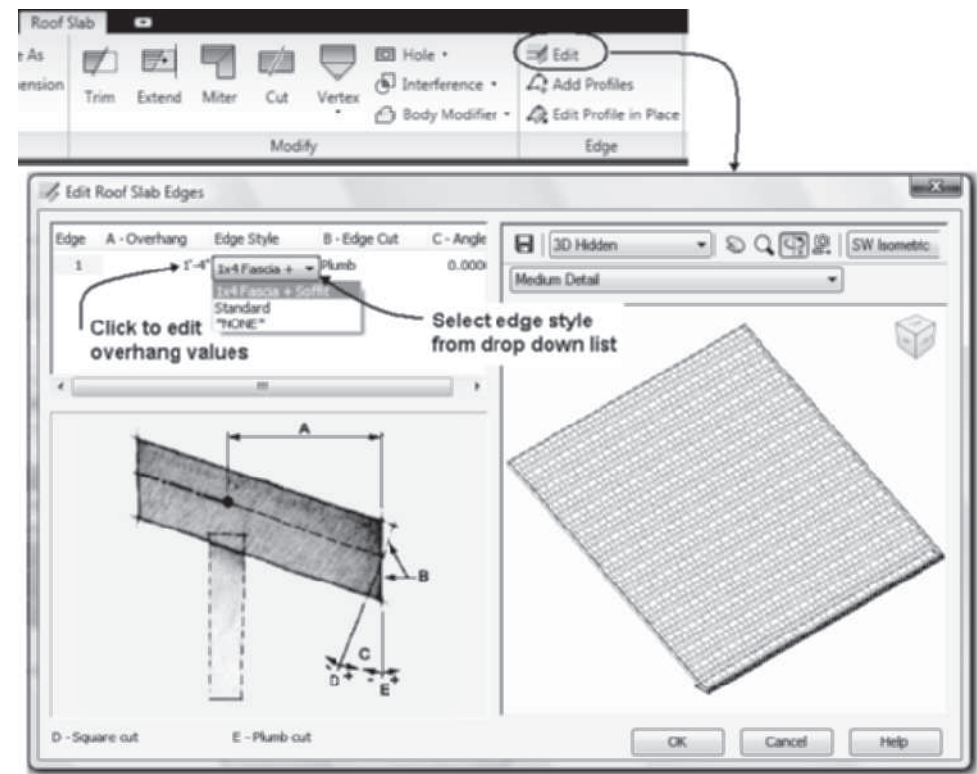 Roof Slab
e As
ension
Trim Extend Miter Cut Vertex
Hole
Interference
Body Modifier
Modify
Edit
Add Profiles
Edit Profile in Place
Edge
Edit Roof Slab Edges
Edge A - Overhang Edge Style B - Edge Cut C - Angle
1 1'-4" 1x4 Fascia + Plumb 0.000
1x4 Fascia + Soffit
Standard
"NONE"
Click to edit
overhang values
Select edge style
from drop down list
3D Hidden SW Isometric
Medium Detail
A
B
C
D + - +
E
D - Square cut E - Plumb cut
OK Cancel Help